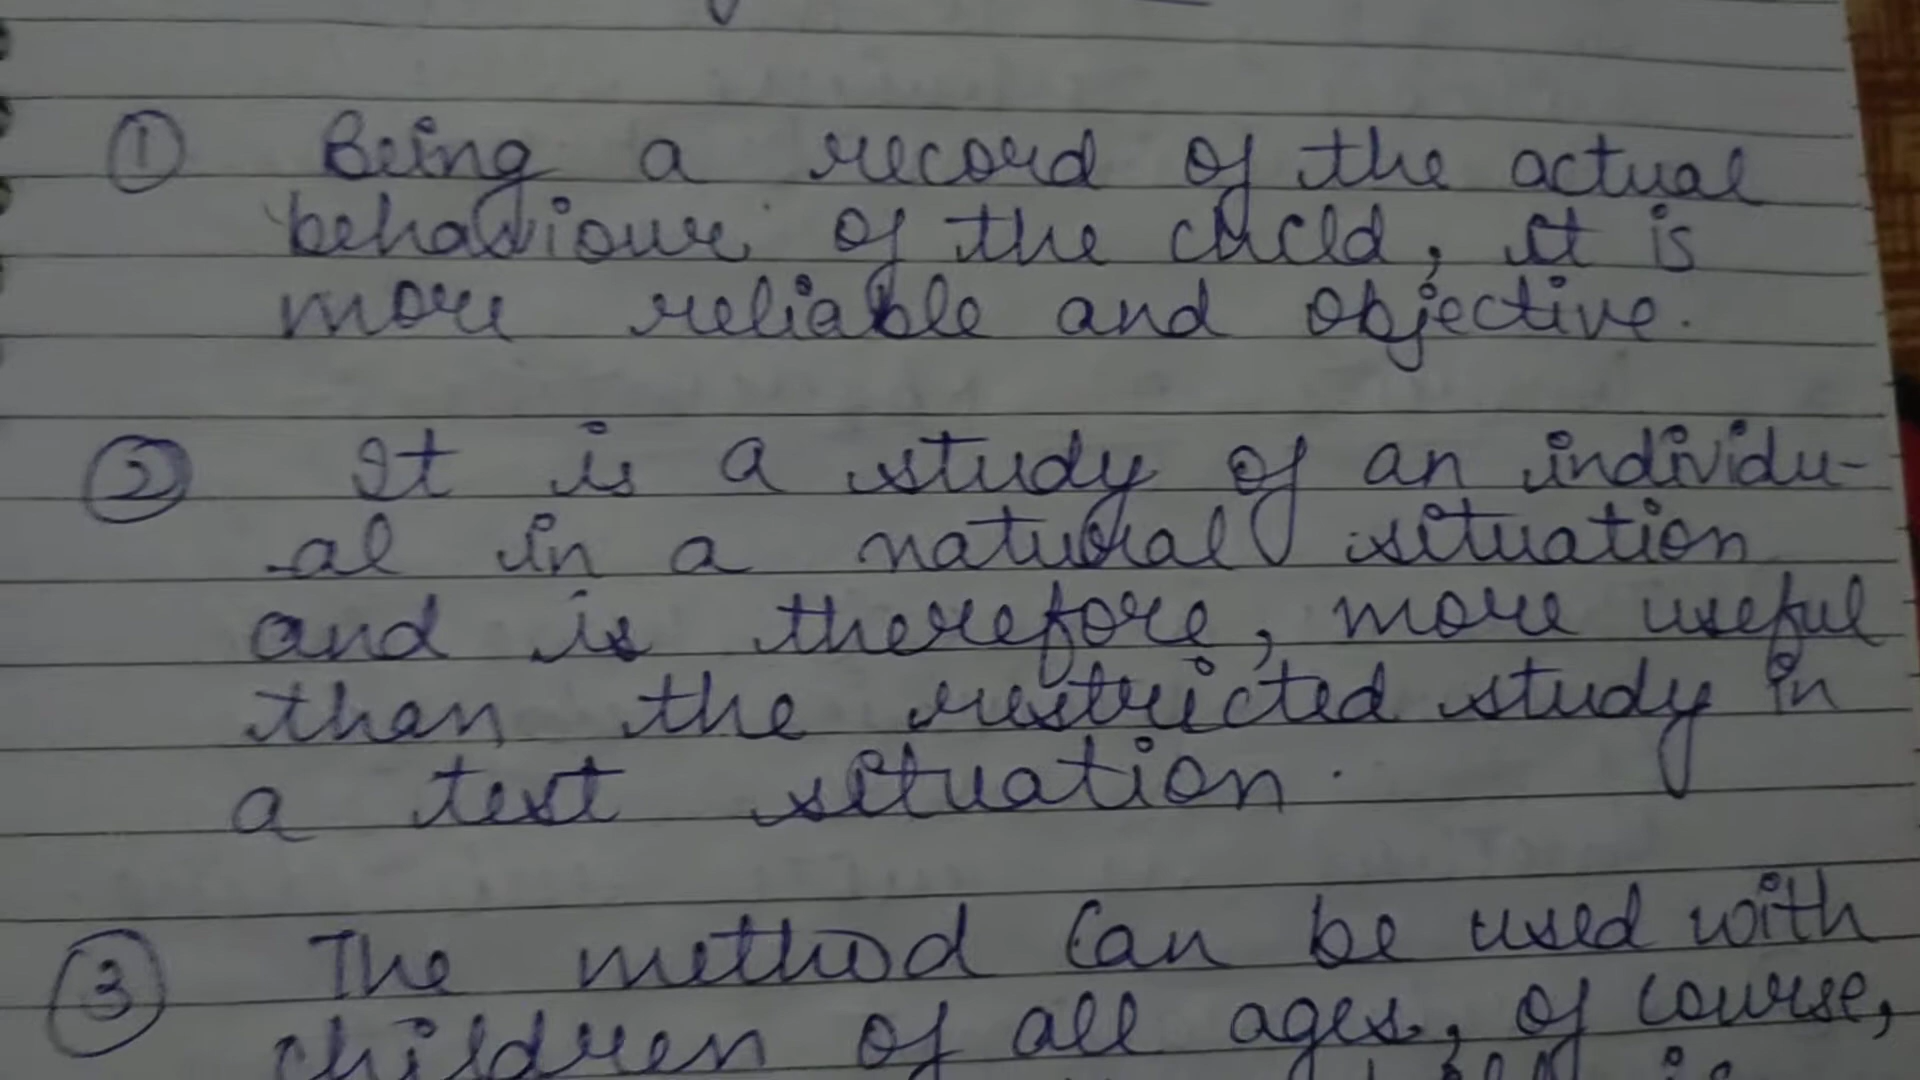 ① Being a record of the actual
behaviour of the child, it is
more reliable and objective.
② It is a study of an individu-
-al in a natural situation
and is therefore, more useful
than the restricted study in
a test situation.
③ The method can be used with
children of all ages, of course,